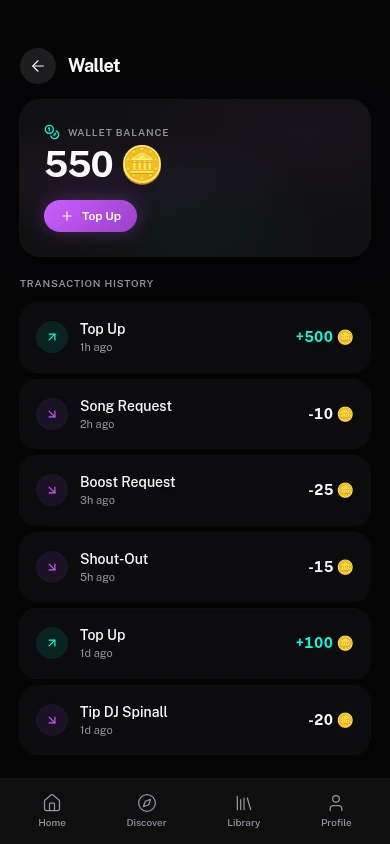 Wallet
WALLET BALANCE
550
Top Up
TRANSACTION HISTORY
Top Up
+500
1h ago
Song Request
-10
2h ago
Boost Request
-25
3h ago
Shout-Out
-15
5h ago
Top Up
+100
1d ago
Tip DJ Spinall
-20
1d ago
Home Discover Library Profile